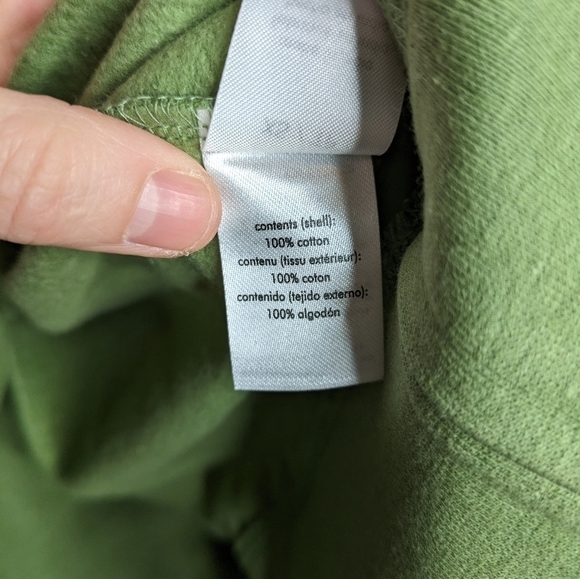 contents (shell):
100% cotton
contenu (tissu extérieur):
100% coton
contenido (tejido externo):
100% algodón